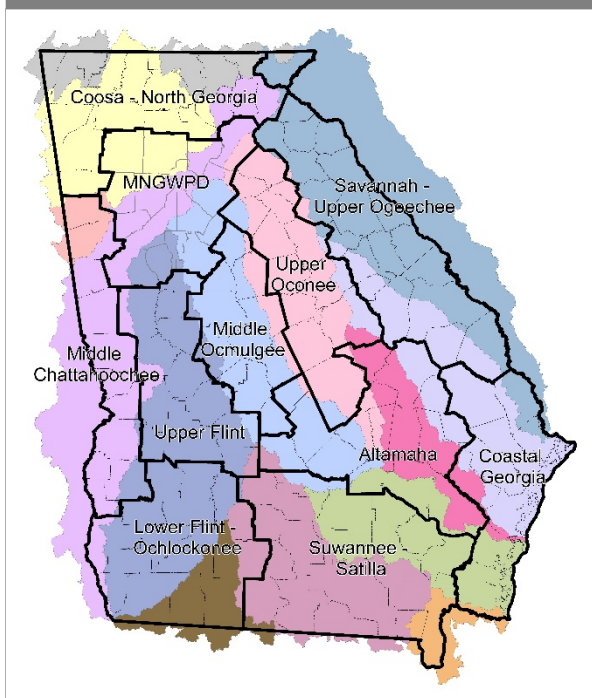 Coosa - North Georgia
MNGWPD
Savannah -
Upper Ogeechee
Upper
Oconee
Middle
Ocmulgee
Middle
Chattahoochee
Upper Flint
Altamaha
Coastal
Georgia
Lower Flint -
Ochlockonee
Suwannee -
Satilla